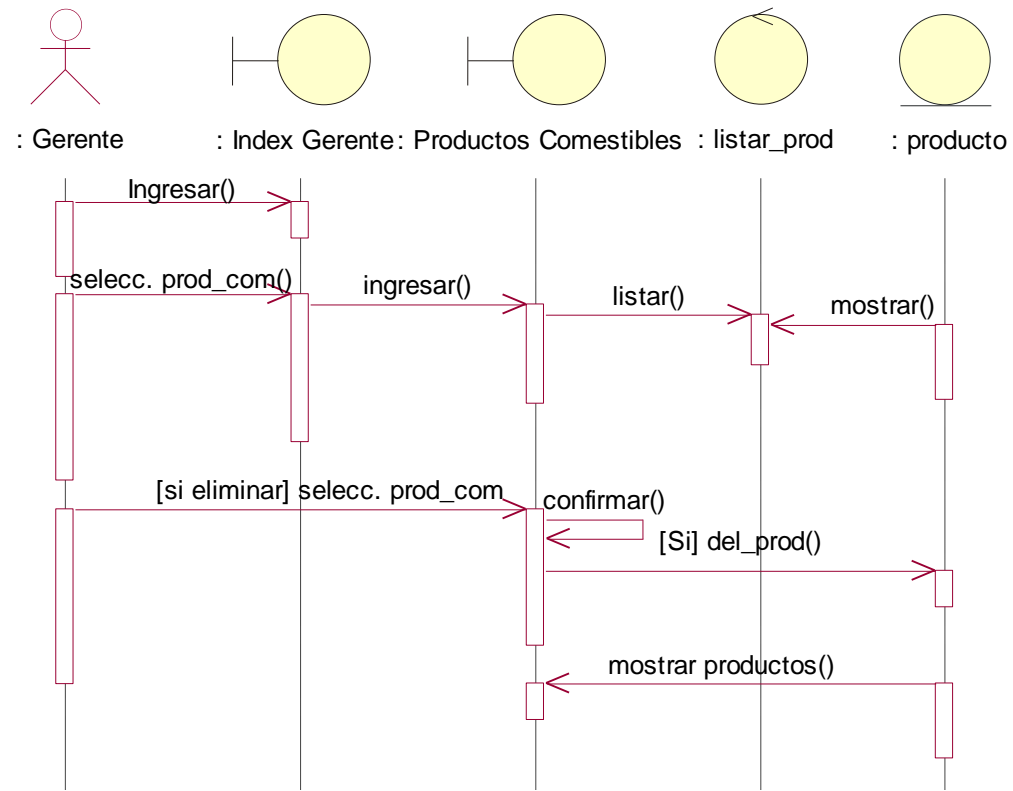 : Gerente
: Index Gerente
: Productos Comestibles
: listar_prod
: producto
Ingresar()
selecc. prod_com()
ingresar()
listar()
mostrar()
[si eliminar] selecc. prod_com
confirmar()
[Si] del_prod()
mostrar productos()